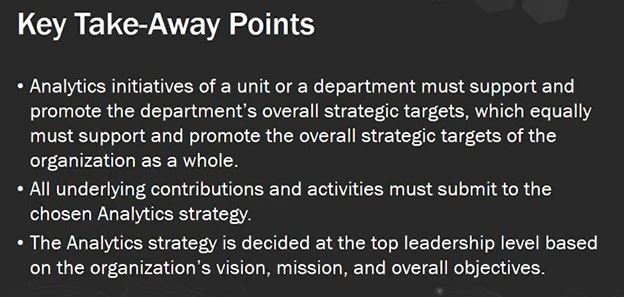 Key Take-Away Points
• Analytics initiatives of a unit or a department must support and
promote the department's overall strategic targets, which equally
must support and promote the overall strategic targets of the
organization as a whole.
• All underlying contributions and activities must submit to the
chosen Analytics strategy.
• The Analytics strategy is decided at the top leadership level based
on the organization's vision, mission, and overall objectives.